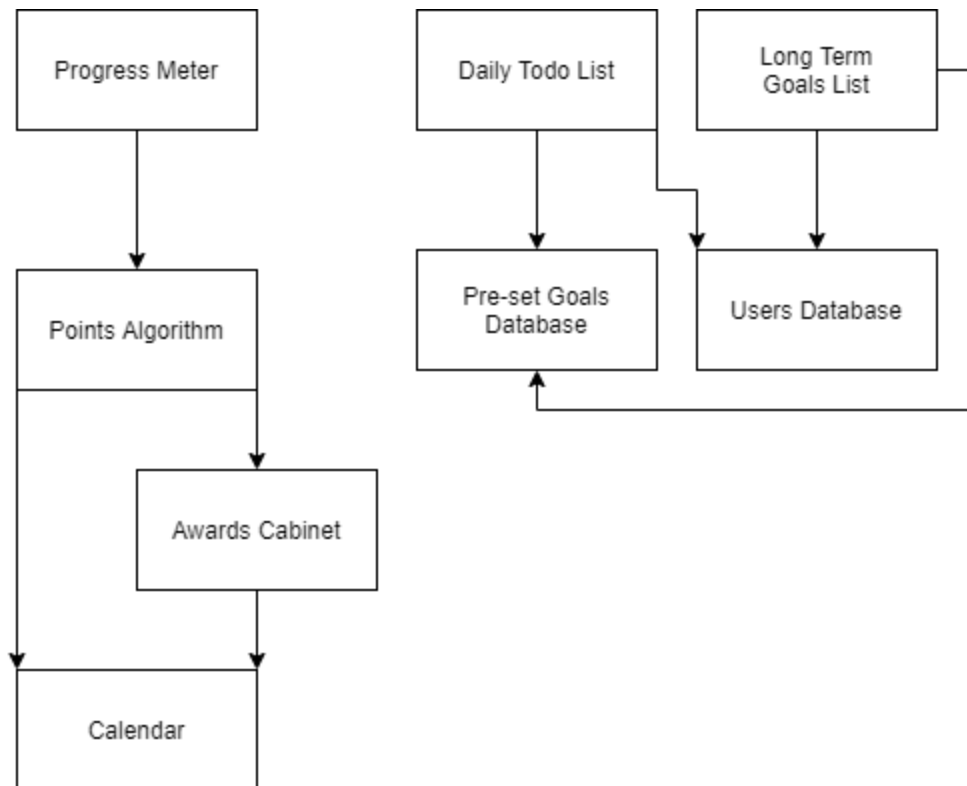 Progress Meter
Daily Todo List
Long Term
Goals List
Points Algorithm
Pre-set Goals
Database
Users Database
Awards Cabinet
Calendar